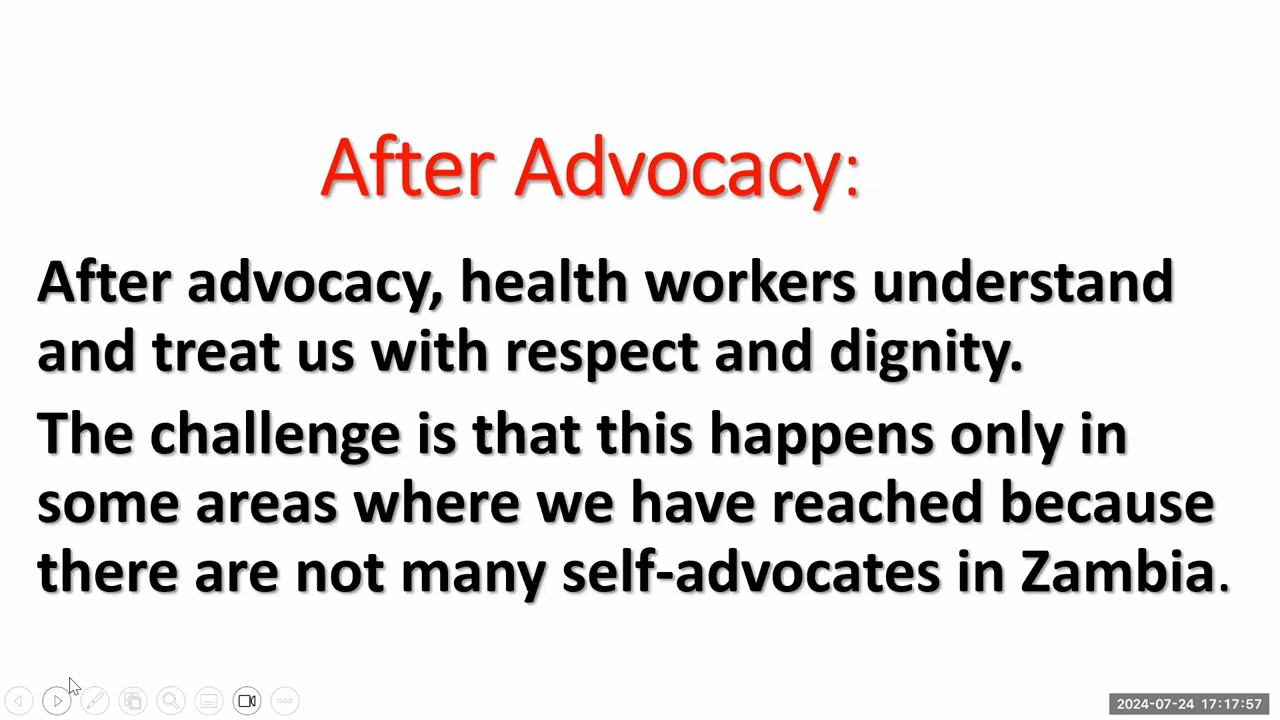 After Advocacy:
After advocacy, health workers understand
and treat us with respect and dignity.
The challenge is that this happens only in
some areas where we have reached because
there are not many self-advocates in Zambia.
2024-07-24 17:17:57